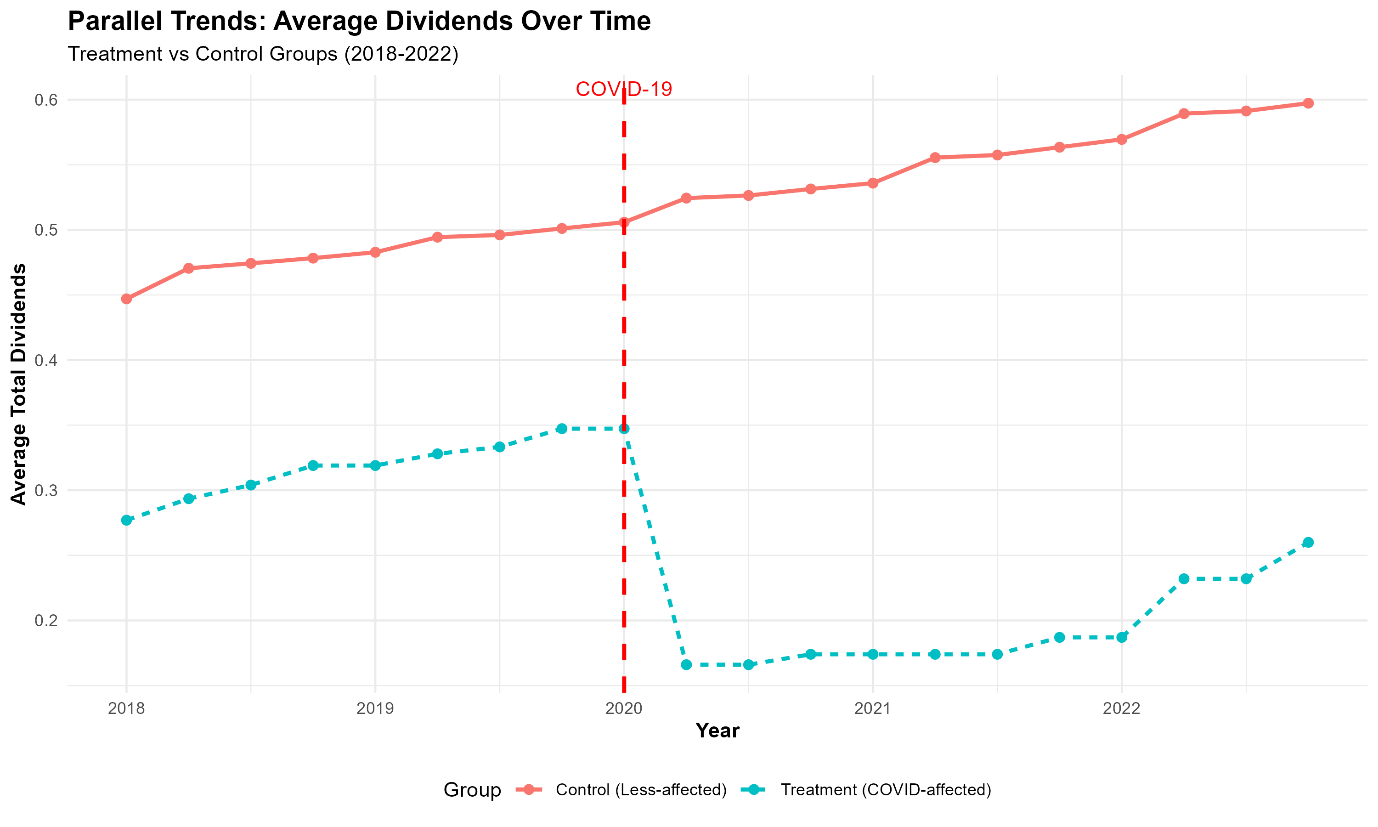 Parallel Trends: Average Dividends Over Time
Treatment vs Control Groups (2018-2022)
COVID-19
Average Total Dividends
0.6
0.5
0.4
0.3
0.2
2018 2019 2020 2021 2022
Year
Group Control (Less-affected) Treatment (COVID-affected)